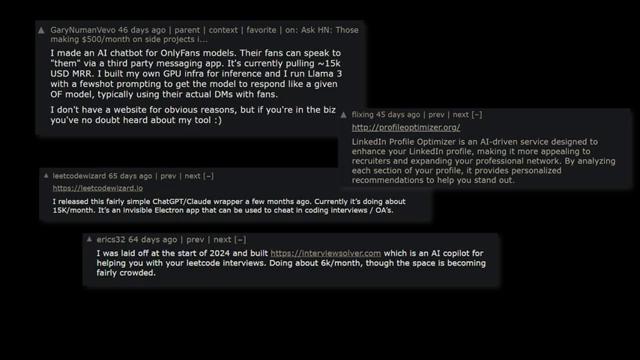 GaryNumanVevo 46 days ago | parent | context | favorite | on: Ask HN: Those
making $500/month on side projects i...
I made an AI chatbot for OnlyFans models. Their fans can speak to
"them" via a third party messaging app. It's currently pulling ~15k
USD MRR. I built my own GPU infra for inference and I run Llama 3
with a fewshot prompting to get the model to respond like a given
OF model, typically using their actual DMs with fans.
I don't have a website for obvious reasons, but if you're in the biz
you've no doubt heard about my tool :)
flixing 45 days ago | prev | next [–]
http://profileoptimizer.org/
LinkedIn Profile Optimizer is an AI-driven service designed to
enhance your LinkedIn profile, making it more appealing to
recruiters and expanding your professional network. By analyzing
each section of your profile, it provides personalized
recommendations to help you stand out.
leetcodewizard 65 days ago | prev | next [–]
https://leetcodewizard.io
I released this fairly simple ChatGPT/Claude wrapper a few months ago. Currently it's doing about
15K/month. It's an invisible Electron app that can be used to cheat in coding interviews / OA's.
erics32 64 days ago | prev | next [–]
I was laid off at the start of 2024 and built https://interviewsolver.com which is an AI copilot for
helping you with your leetcode interviews. Doing about 6k/month, though the space is becoming
fairly crowded.